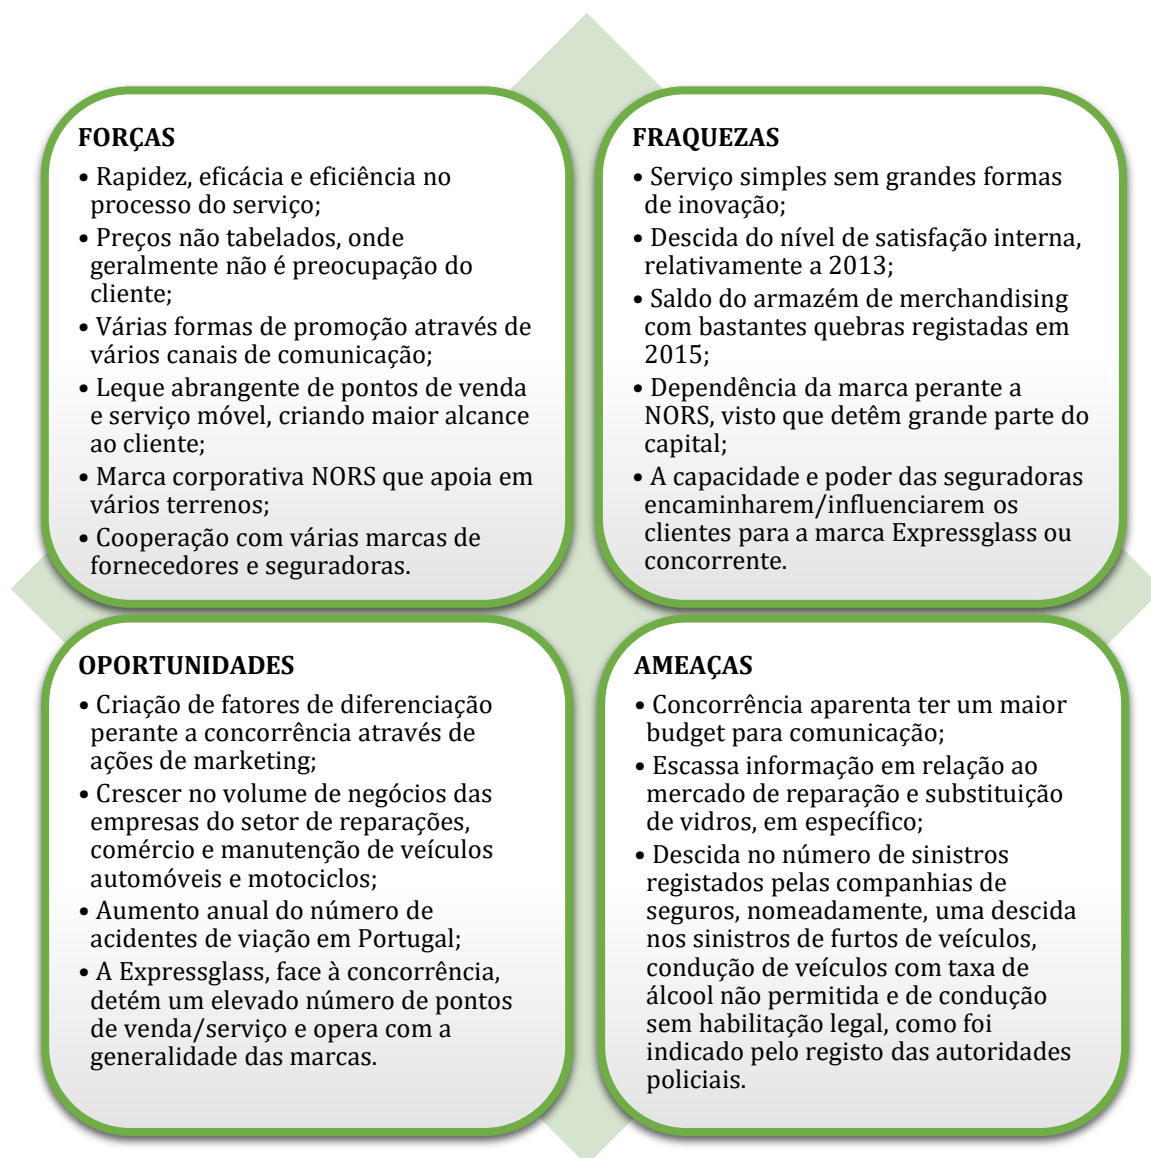 FORÇAS
• Rapidez, eficácia e eficiência no
processo do serviço;
• Preços não tabelados, onde
geralmente não é preocupação do
cliente;
• Várias formas de promoção através de
vários canais de comunicação;
• Leque abrangente de pontos de venda
e serviço móvel, criando maior alcance
ao cliente;
• Marca corporativa NORS que apoia em
vários terrenos;
• Cooperação com várias marcas de
fornecedores e seguradoras.
FRAQUEZAS
• Serviço simples sem grandes formas
de inovação;
• Descida do nível de satisfação interna,
relativamente a 2013;
• Saldo do armazém de merchandising
com bastantes quebras registadas em
2015;
• Dependência da marca perante a
NORS, visto que detêm grande parte do
capital;
• A capacidade e poder das seguradoras
encaminharem/influenciarem os
clientes para a marca Expressglass ou
concorrente.
OPORTUNIDADES
• Criação de fatores de diferenciação
perante a concorrência através de
ações de marketing;
• Crescer no volume de negócios das
empresas do setor de reparações,
comércio e manutenção de veículos
automóveis e motociclos;
• Aumento anual do número de
acidentes de viação em Portugal;
• A Expressglass, face à concorrência,
detém um elevado número de pontos
de venda/serviço e opera com a
generalidade das marcas.
AMEAÇAS
• Concorrência aparenta ter um maior
budget para comunicação;
• Escassa informação em relação ao
mercado de reparação e substituição
de vidros, em específico;
• Descida no número de sinistros
registados pelas companhias de
seguros, nomeadamente, uma descida
nos sinistros de furtos de veículos,
condução de veículos com taxa de
álcool não permitida e de condução
sem habilitação legal, como foi
indicado pelo registo das autoridades
policiais.